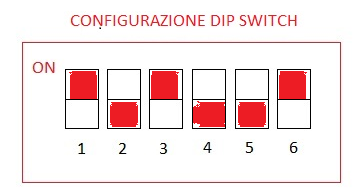 CONFIGURAZIONE DIP SWITCH
ON
1 2 3 4 5 6